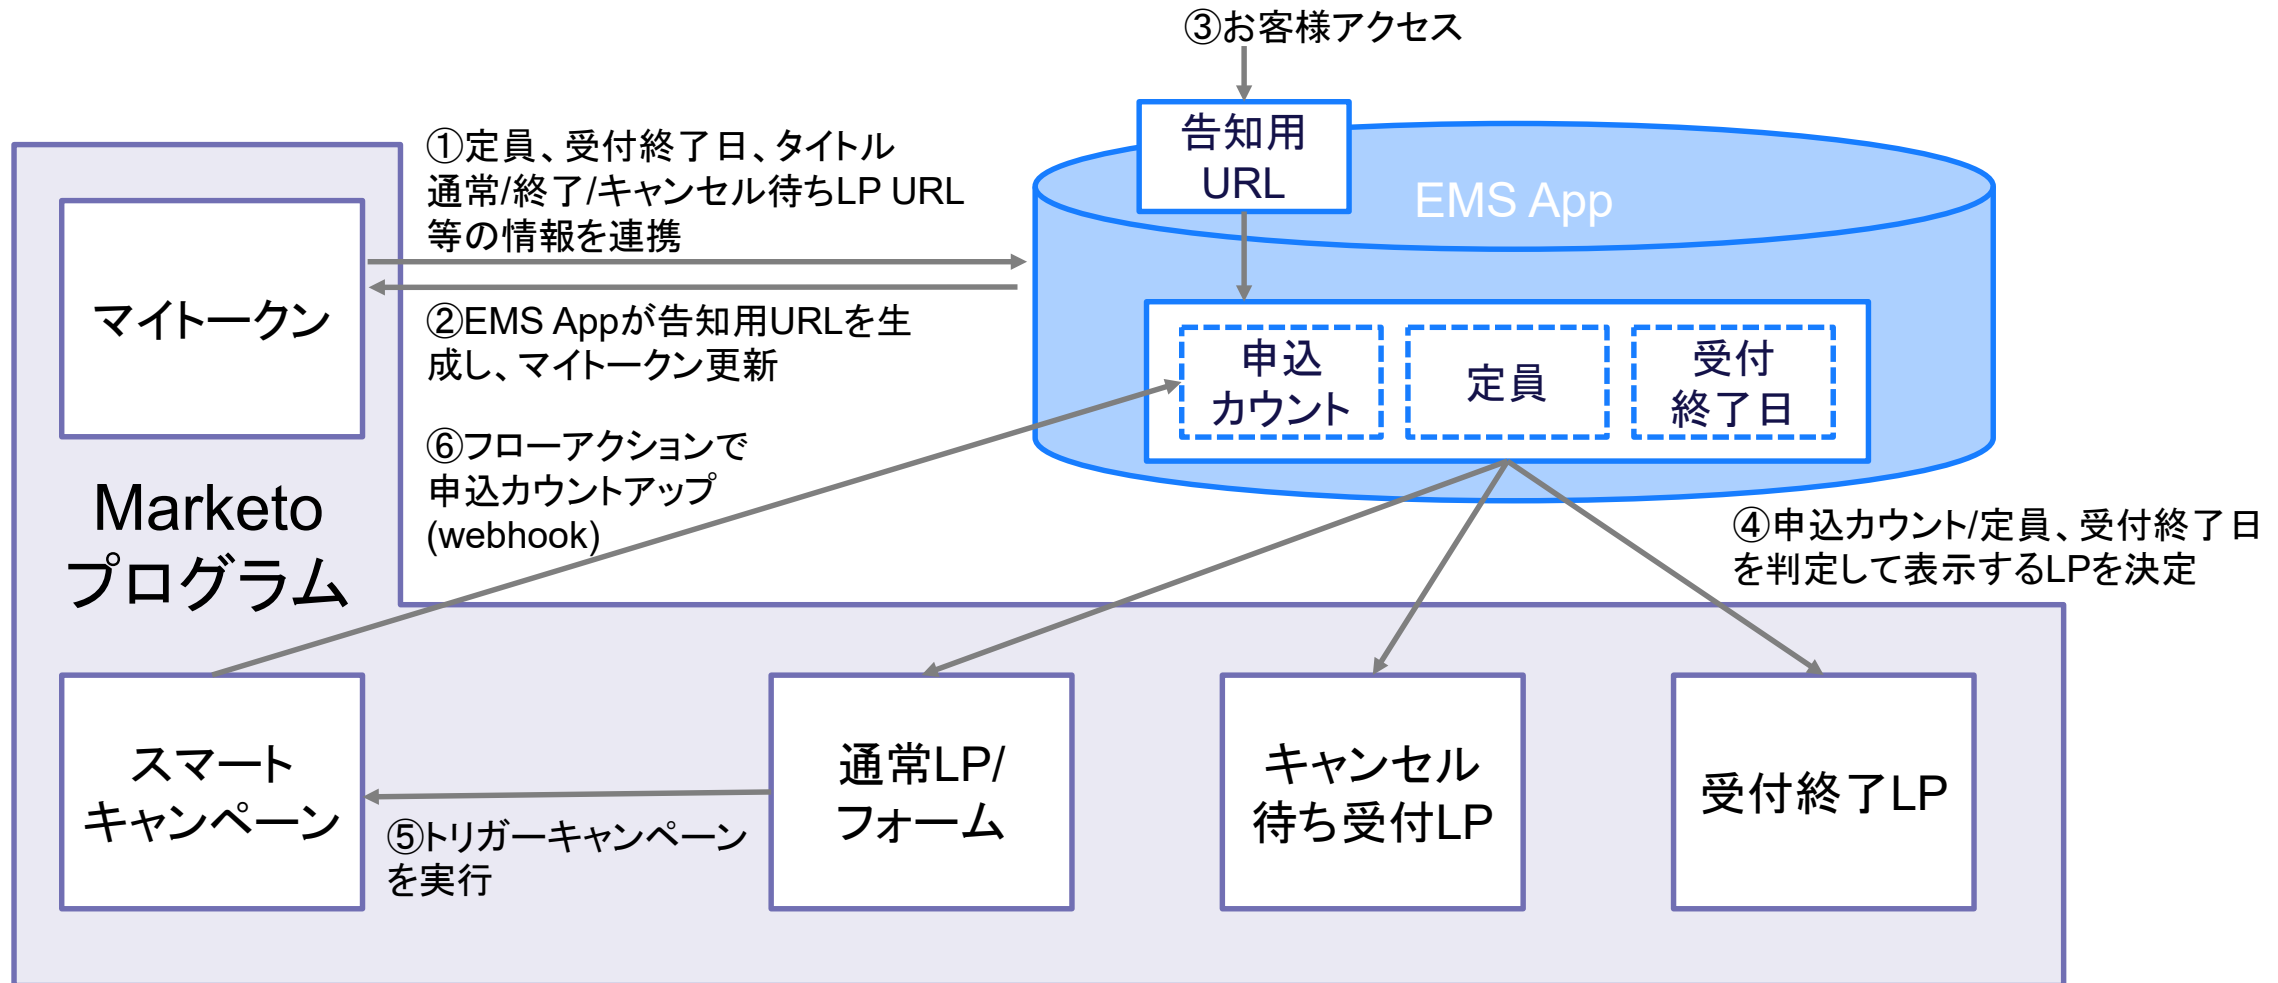 ③お客様アクセス
告知用
URL
EMS App
①定員、受付終了日、タイトル
通常/終了/キャンセル待ちLP URL
等の情報を連携
マイトークン
②EMS Appが告知用URLを生
成し、マイトークン更新
申込
カウント
定員
受付
終了日
⑥フローアクションで
申込カウントアップ
(webhook)
Marketo
プログラム
④申込カウント/定員、受付終了日
を判定して表示するLPを決定
スマート
キャンペーン
⑤トリガーキャンペーン
を実行
通常LP/
フォーム
キャンセル
待ち受付LP
受付終了LP